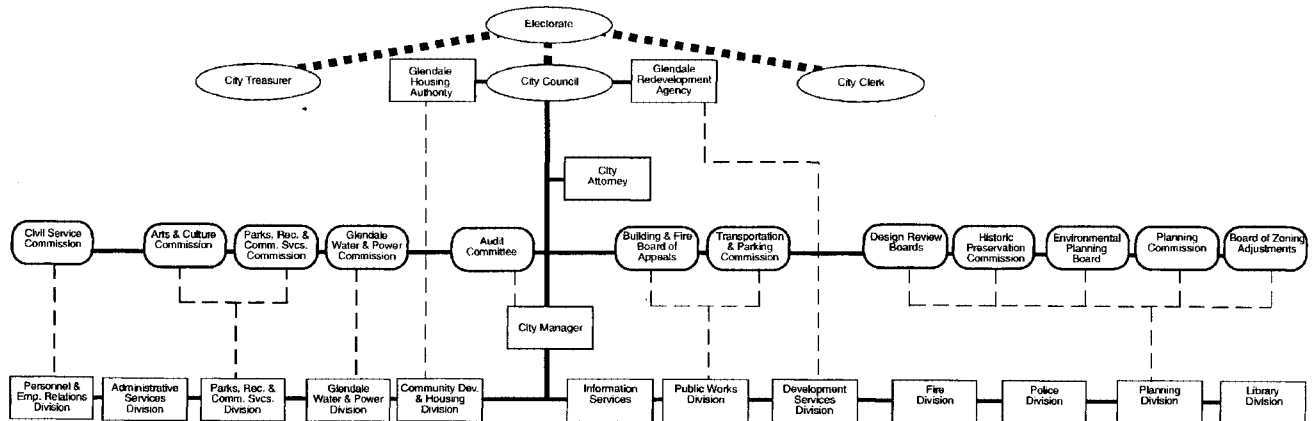 Electorate
City Treasurer
Glendale
Housing
Authority
City Council
Glendale
Redevelopment
Agency
City Clerk
City
Attorney
Civil Service
Commission
Arts & Culture
Commission
Parks, Rec. &
Comm. Svcs.
Commission
Glendale
Water & Power
Commission
Audit
Committee
Building & Fire
Board of
Appeals
Transportation
& Parking
Commission
Design Review
Boards
Historic
Preservation
Commission
Environmental
Planning
Board
Planning
Commission
Board of Zoning
Adjustments
City Manager
Personnel &
Emp. Relations
Division
Administrative
Services
Division
Parks, Rec. &
Comm. Svcs.
Division
Glendale
Water & Power
Division
Community Dev.
& Housing
Division
Information
Services
Public Works
Division
Development
Services
Division
Fire
Division
Police
Division
Planning
Division
Library
Division